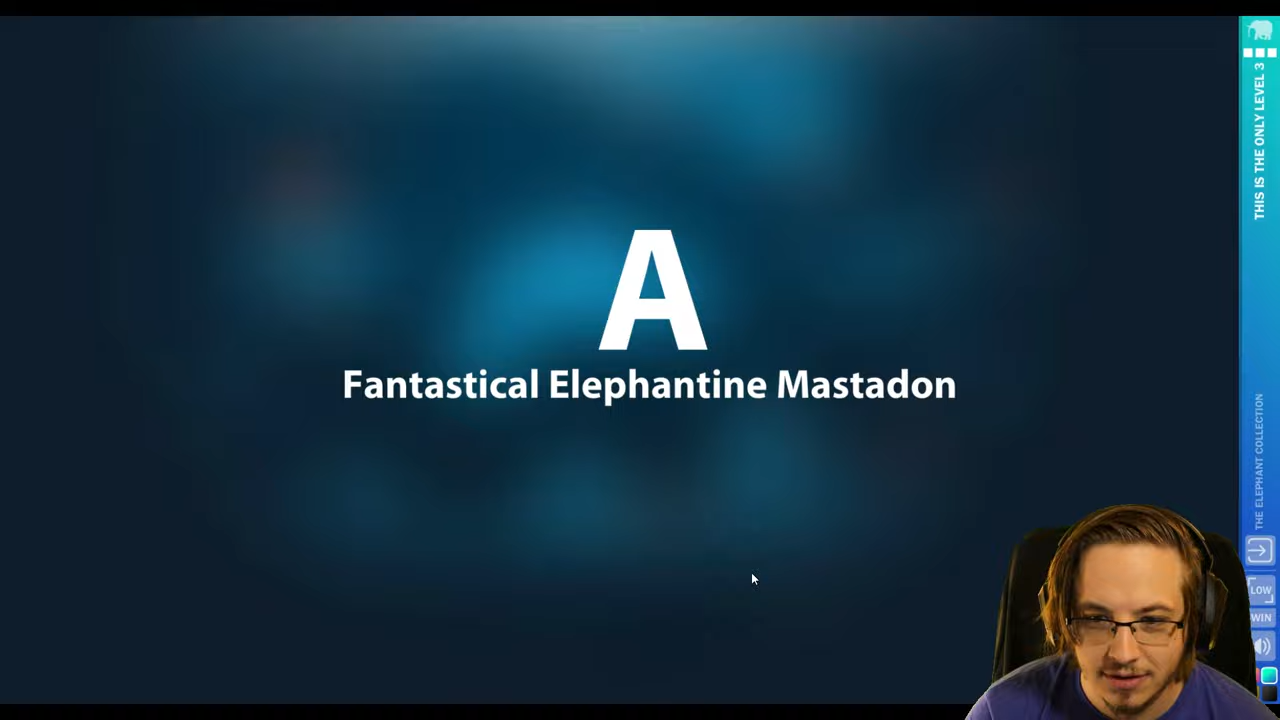 A
Fantastical Elephantine Mastadon
THIS IS THE ONLY LEVEL 3
THE ELEPHANT COLLECTION
LOW
WIN